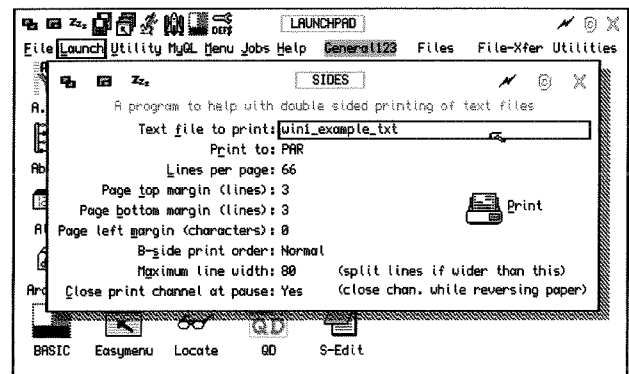 Zzz DEFS LAUNCHPAD
File Launch Utility MyQL Menu Jobs Help General123 Files File-Xfer Utilities
Zzz SIDES
A program to help with double sided printing of text files
Text file to print: win1_example_txt
Print to: PAR
Lines per page: 66
Page top margin (lines): 3
Page bottom margin (lines): 3
Print
Page left margin (characters): 0
B-side print order: Normal
Maximum line width: 80 (split lines if wider than this)
Close print channel at pause: Yes (close chan. while reversing paper)
QD
BASIC Easymenu Locate QD S-Edit